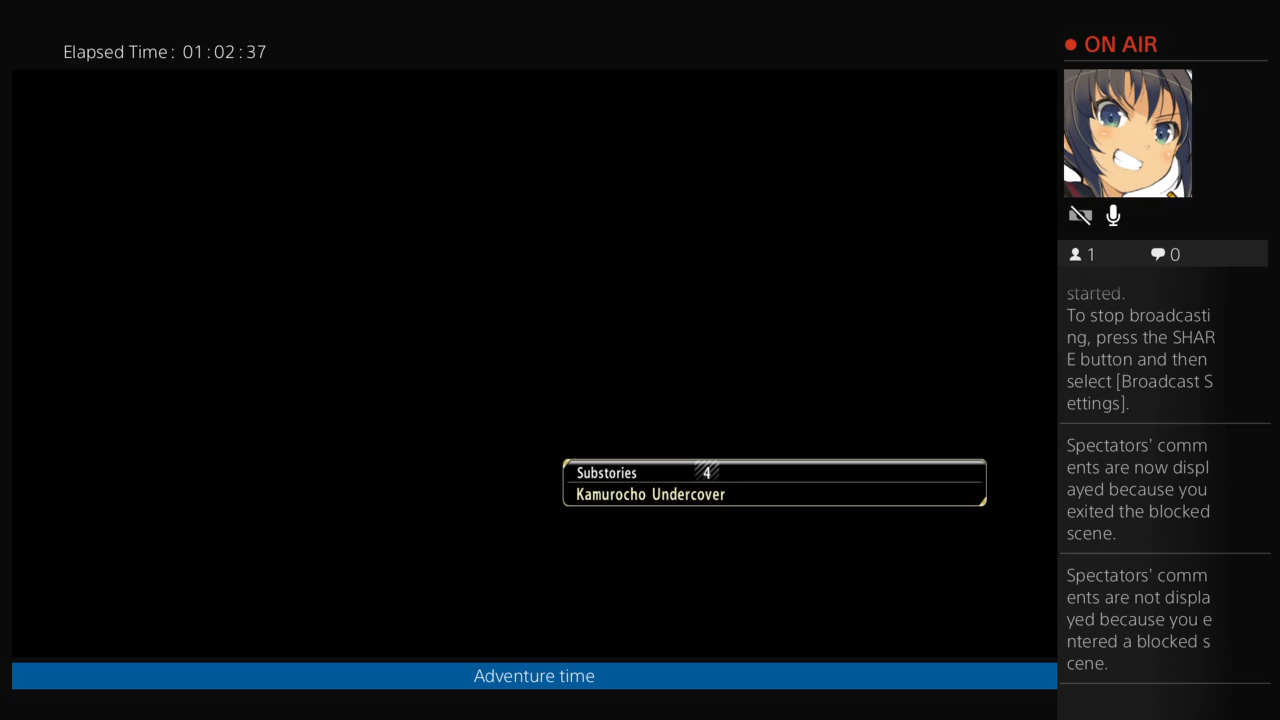 Elapsed Time: 01:02:37
ON AIR
1 0
started.
To stop broadcasti
ng, press the SHAR
E button and then
select [Broadcast S
ettings].
Spectators' comm
ents are now displ
ayed because you
exited the blocked
scene.
Spectators' comm
ents are not displa
yed because you e
ntered a blocked s
cene.
Substories 4
Kamurocho Undercover
Adventure time